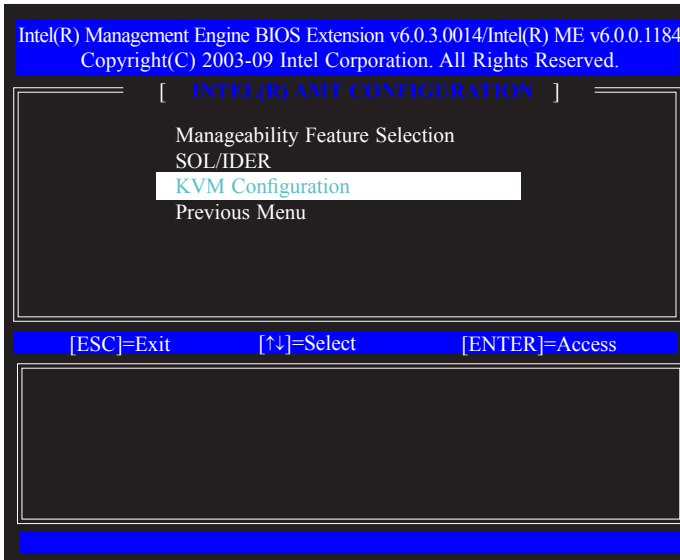 Intel(R) Management Engine BIOS Extension v6.0.3.0014/Intel(R) ME v6.0.0.1184
Copyright(C) 2003-09 Intel Corporation. All Rights Reserved.
[ INTEL(R) AMT CONFIGURATION ]
Manageability Feature Selection
SOL/IDER
KVM Configuration
Previous Menu
[ESC]=Exit [↑↓]=Select [ENTER]=Access